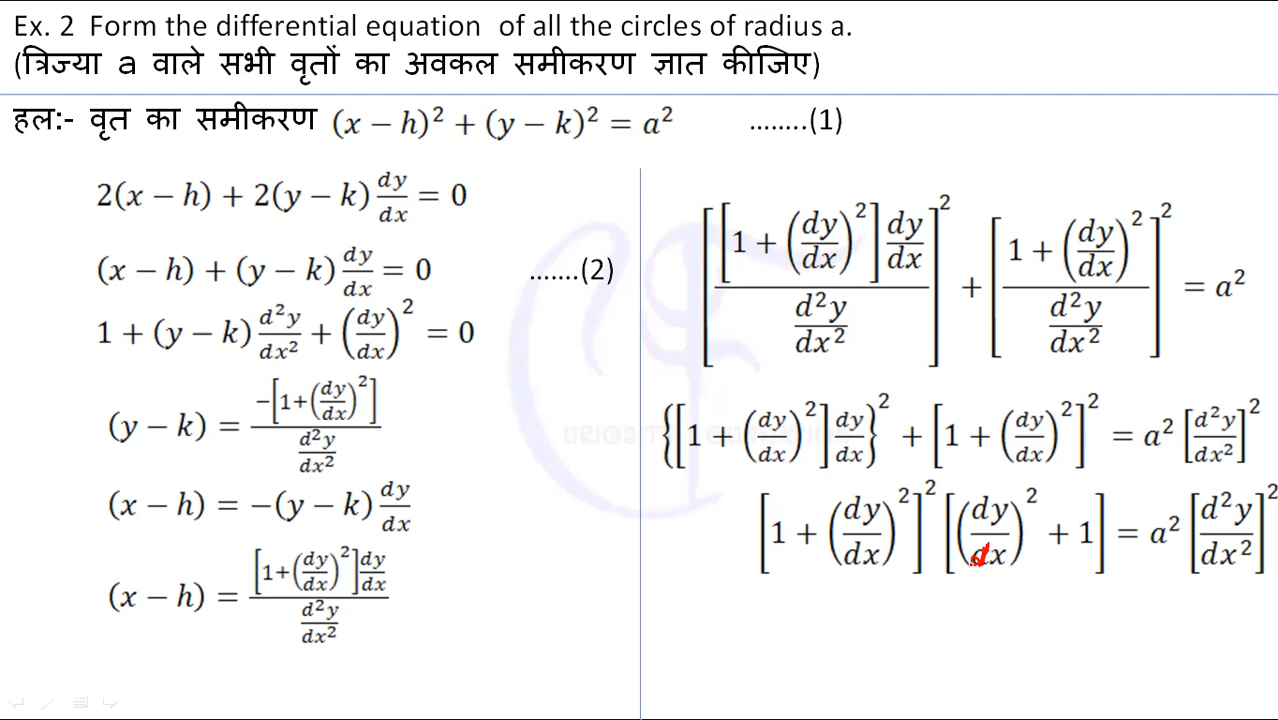 Ex. 2 Form the differential equation of all the circles of radius a.
(त्रिज्या a वाले सभी वृतों का अवकल समीकरण ज्ञात कीजिए)
हल:- वृत का समीकरण (x − h)² + (y − k)² = a² ........(1)
2(x − h) + 2(y − k) dy/dx = 0
(x − h) + (y − k) dy/dx = 0 .......(2)
1 + (y − k) d²y/dx² + (dy/dx)² = 0
(y − k) = −[1+(dy/dx)²] / (d²y/dx²)
(x − h) = −(y − k) dy/dx
(x − h) = [1+(dy/dx)²] dy/dx / (d²y/dx²)
[[1 + (dy/dx)²] dy/dx / (d²y/dx²)]² + [1 + (dy/dx)² / (d²y/dx²)]² = a²
{[1 + (dy/dx)²] dy/dx}² + [1 + (dy/dx)²]² = a² [d²y/dx²]²
[1 + (dy/dx)²]² [(dy/dx)² + 1] = a² [d²y/dx²]²